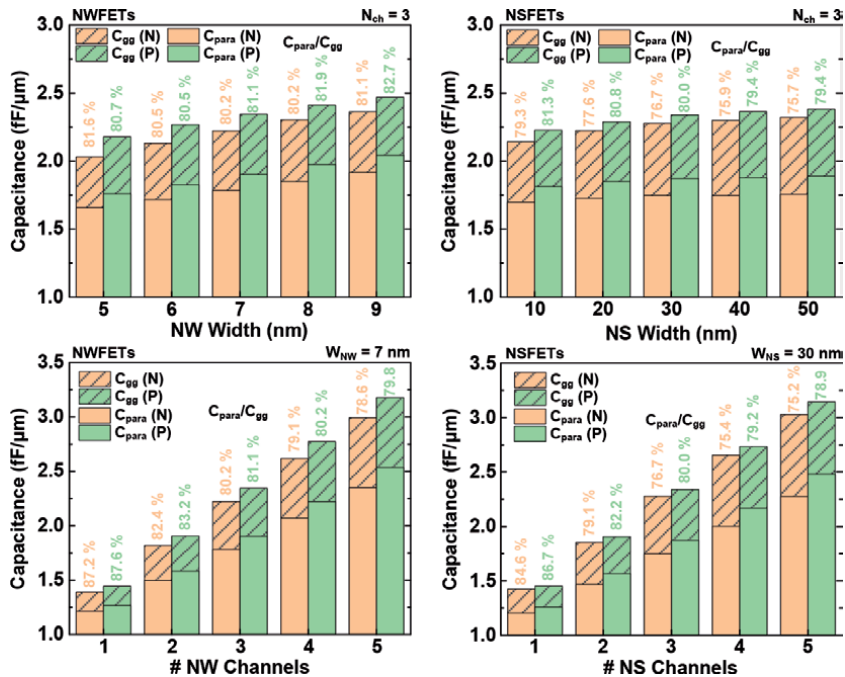 NWFETs N_ch = 3
C_gg (N) C_para (N)
C_gg (P) C_para (P)
C_para/C_gg
81.6 % 80.7 % 80.5 % 80.5 % 80.2 % 81.1 % 80.2 % 81.9 % 81.1 % 82.7 %
3.0
2.5
2.0
1.5
1.0
Capacitance (fF/μm)
5 6 7 8 9
NW Width (nm)
NSFETs N_ch = 3
C_gg (N) C_para (N)
C_gg (P) C_para (P)
C_para/C_gg
79.3 % 81.3 % 77.6 % 80.8 % 76.7 % 80.0 % 75.9 % 79.4 % 75.7 % 79.4 %
3.0
2.5
2.0
1.5
1.0
Capacitance (fF/μm)
10 20 30 40 50
NS Width (nm)
NWFETs W_NW = 7 nm
C_gg (N)
C_gg (P)
C_para (N)
C_para (P)
C_para/C_gg
87.2 % 87.6 % 82.4 % 83.2 % 80.2 % 81.1 % 79.1 % 80.2 % 78.6 % 79.8
3.5
3.0
2.5
2.0
1.5
1.0
Capacitance (fF/μm)
1 2 3 4 5
# NW Channels
NSFETs W_NS = 30 nm
C_gg (N)
C_gg (P)
C_para (N)
C_para (P)
C_para/C_gg
84.6 % 86.7 % 79.1 % 82.2 % 76.7 % 80.0 % 75.4 % 79.2 % 75.2 % 78.9
3.5
3.0
2.5
2.0
1.5
1.0
Capacitance (fF/μm)
1 2 3 4 5
# NS Channels